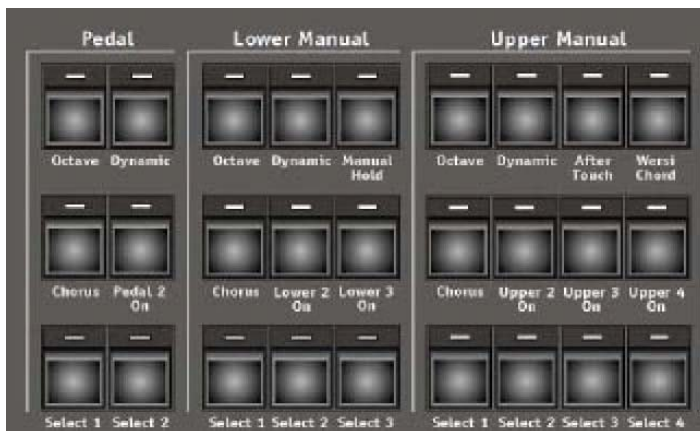 Pedal Lower Manual Upper Manual
Octave Dynamic Octave Dynamic Manual Hold Octave Dynamic After Touch Wersi Chord
Chorus Pedal 2 On Chorus Lower 2 On Lower 3 On Chorus Upper 2 On Upper 3 On Upper 4 On
Select 1 Select 2 Select 1 Select 2 Select 3 Select 1 Select 2 Select 3 Select 4